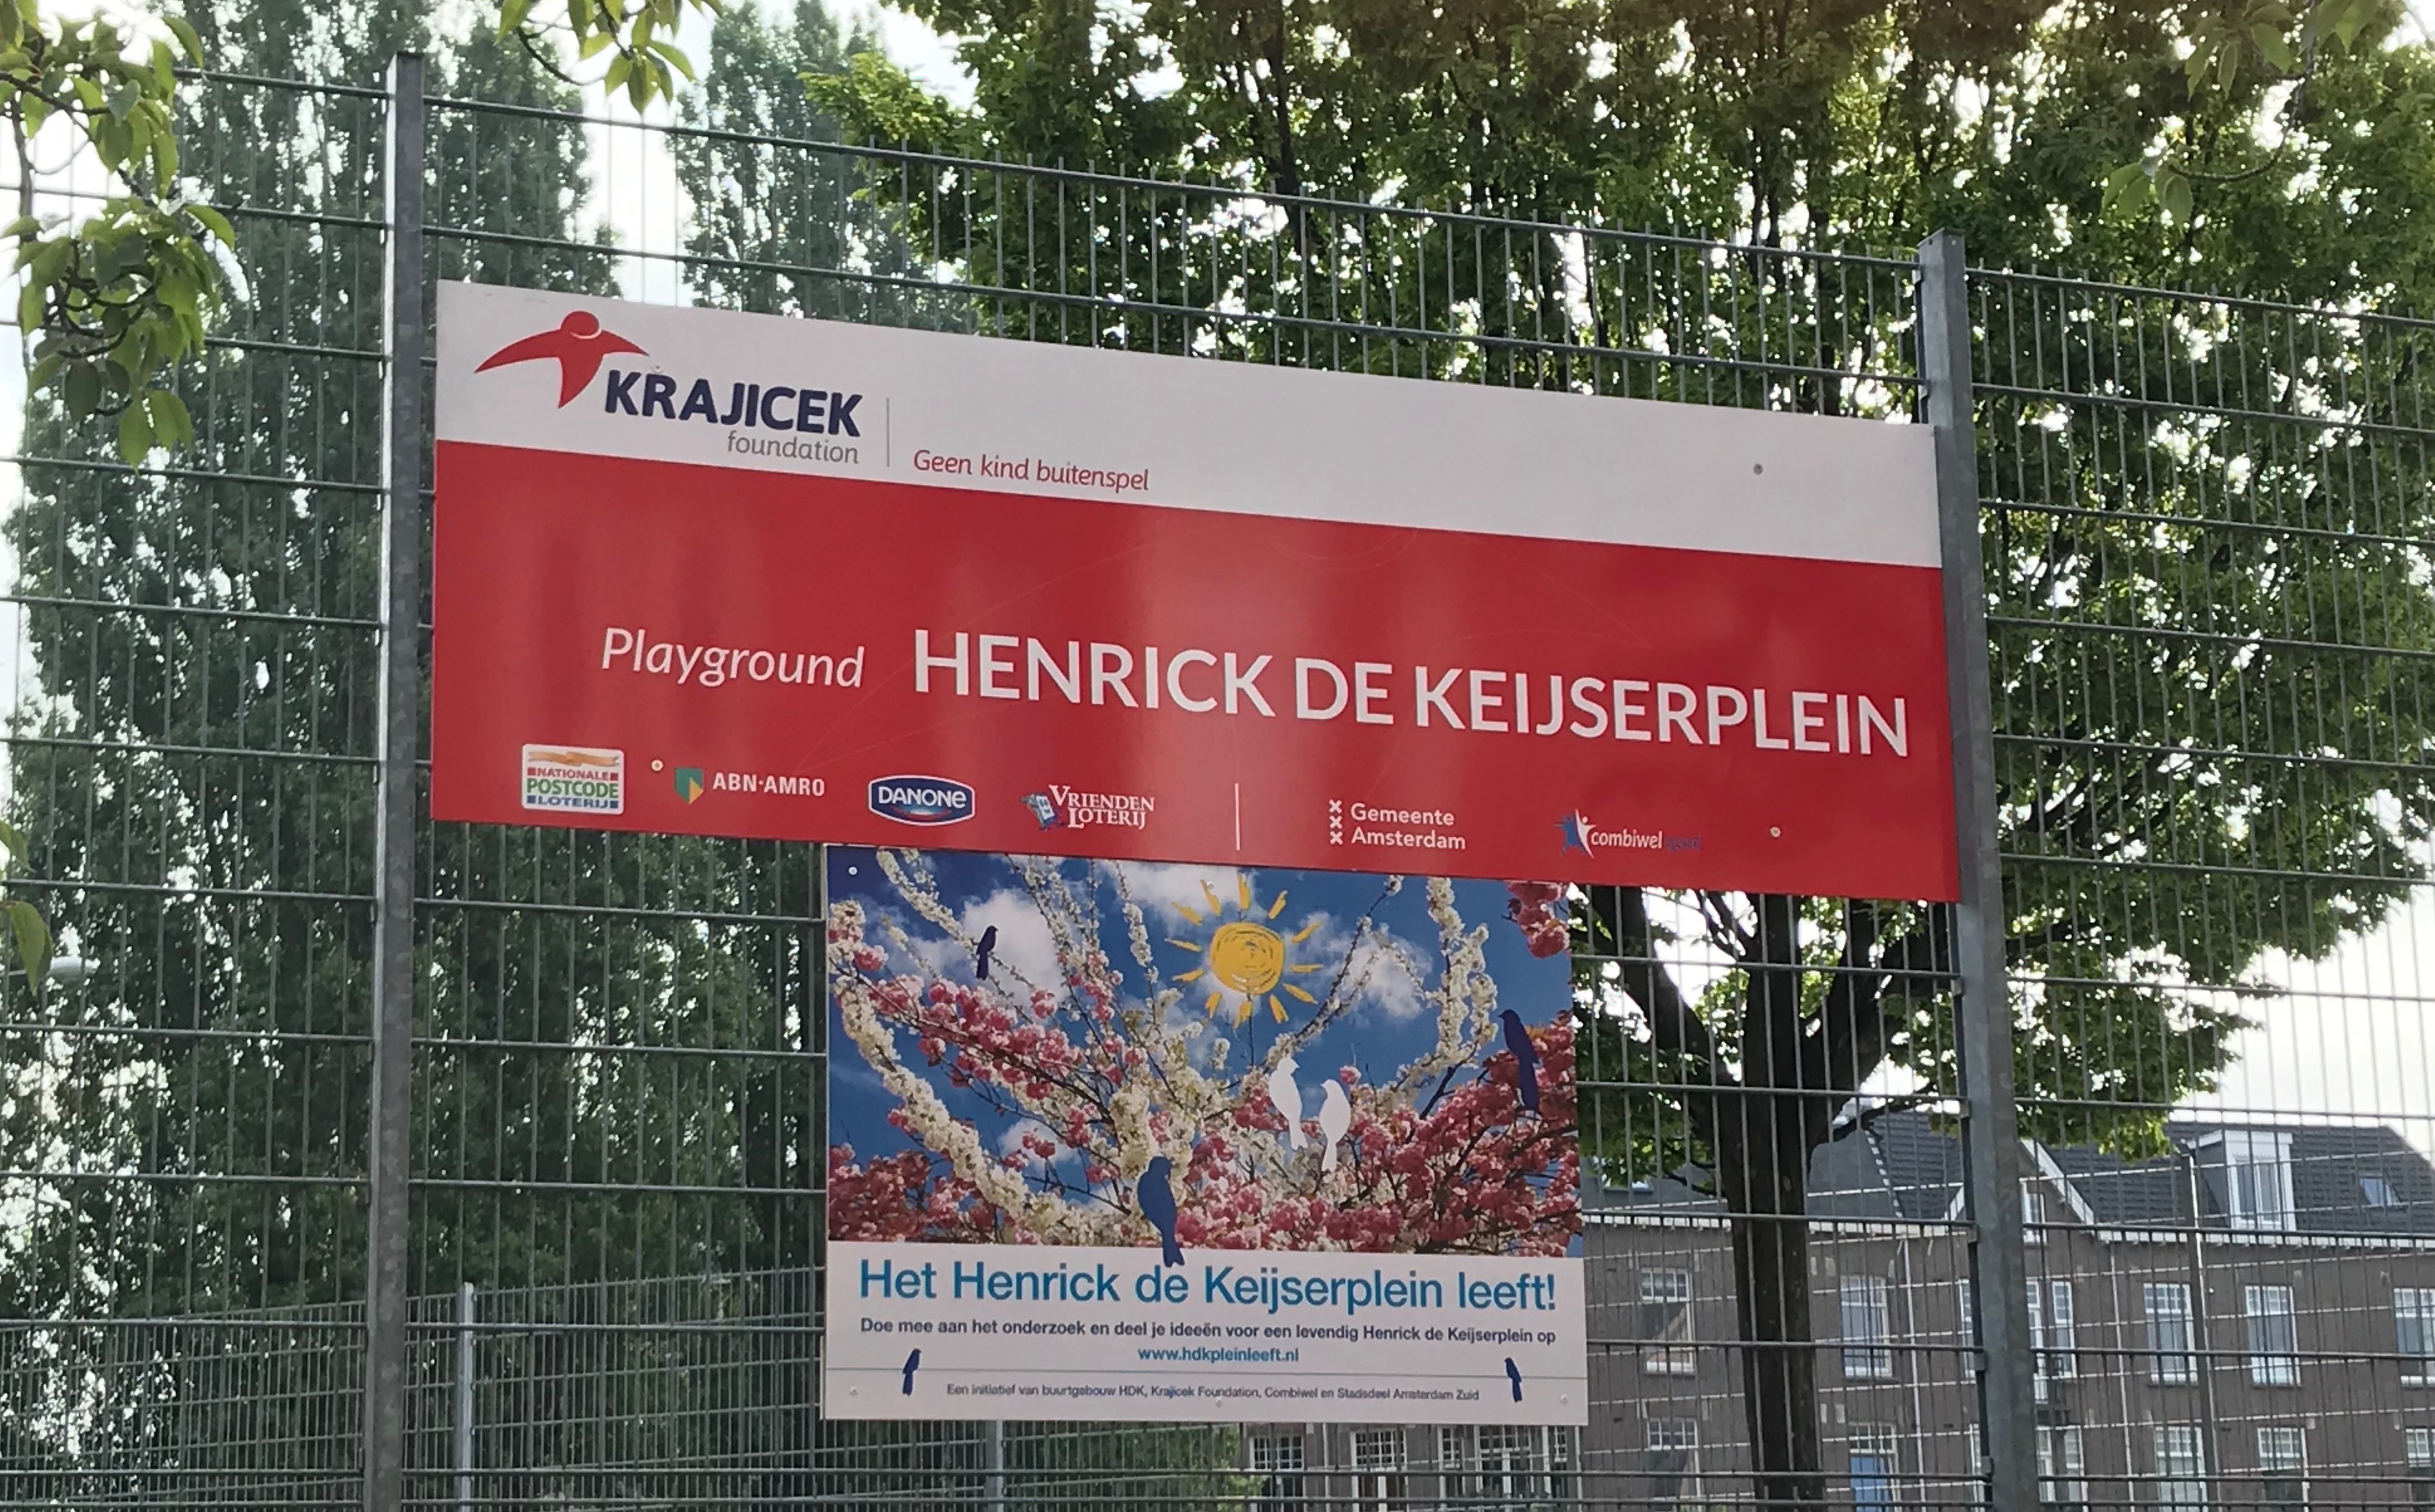 KRAJICEK
foundation
Geen kind buitenspel
Playground HENRICK DE KEIJSERPLEIN
NATIONALE
POSTCODE
LOTERIJ
ABN·AMRO
DANONE
VRIENDEN
LOTERIJ
Gemeente
Amsterdam
combiwel sport
Het Henrick de Keijserplein leeft!
Doe mee aan het onderzoek en deel je ideeën voor een levendig Henrick de Keijserplein op
www.hdkpleinleeft.nl
Een initiatief van buurtgebouw HDK, Krajicek Foundation, Combiwel en Stadsdeel Amsterdam Zuid